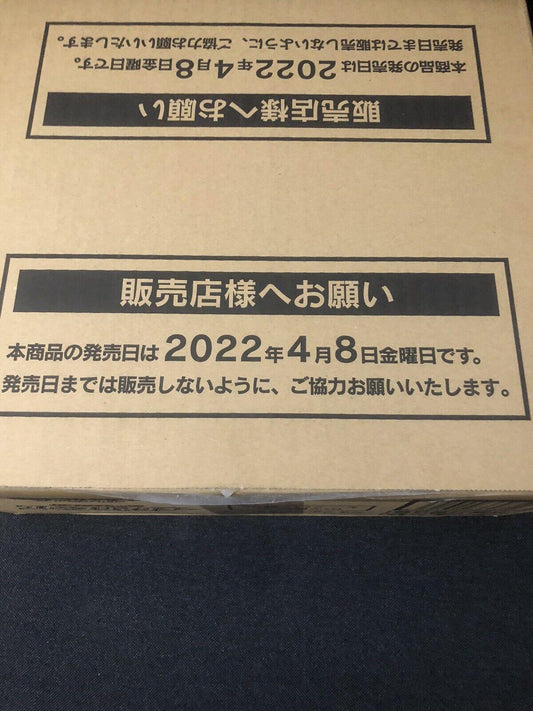 販売店様へお願い
本商品の発売日は2022年4月8日金曜日です。
発売日までは販売しないように、ご協力お願いいたします。
販売店様へお願い
本商品の発売日は2022年4月8日金曜日です。
発売日までは販売しないように、ご協力お願いいたします。